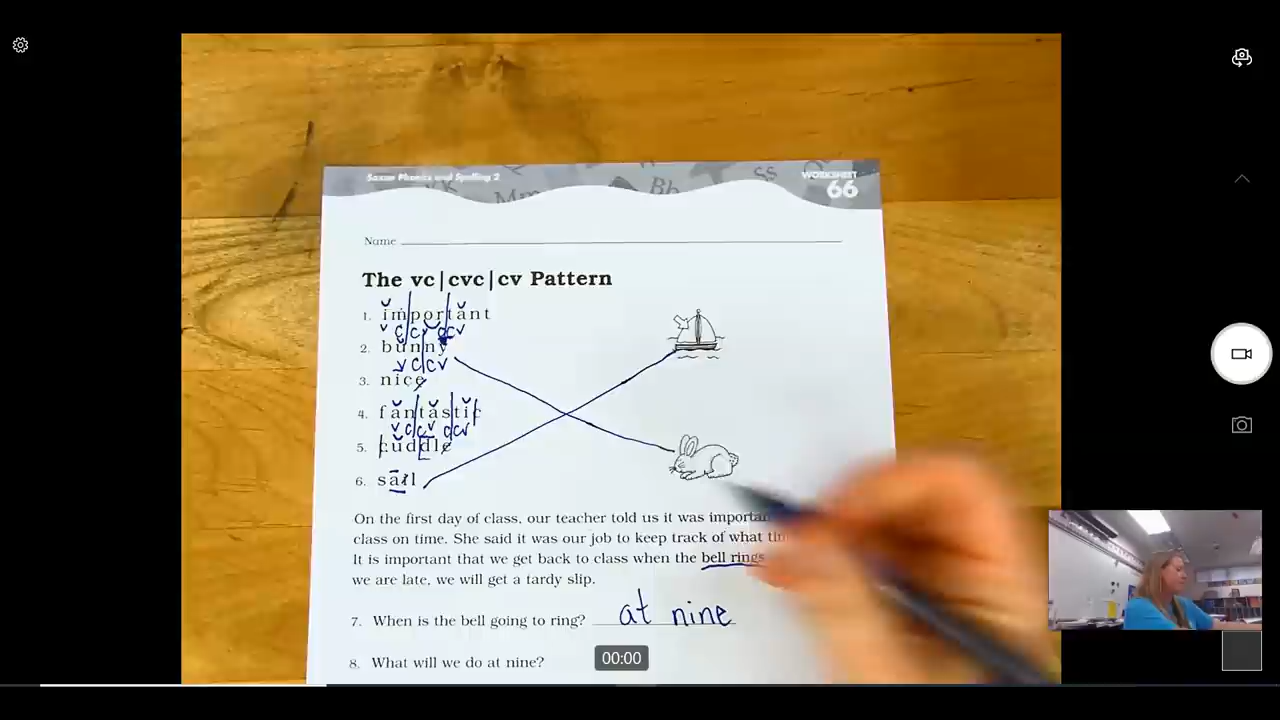 Saxon Phonics and Spelling 2
WORKSHEET
66
Mm
Bb
Ss
Name
The vc|cvc|cv Pattern
1. important
v c c v c c v
2. bunny
v c c v
3. nice
4. fantastic
v c c v c c v
5. cuddle
6. sail
On the first day of class, our teacher told us it was important
class on time. She said it was our job to keep track of what
It is important that we get back to class when the bell rings
we are late, we will get a tardy slip.
7. When is the bell going to ring? at nine
8. What will we do at nine?
00:00